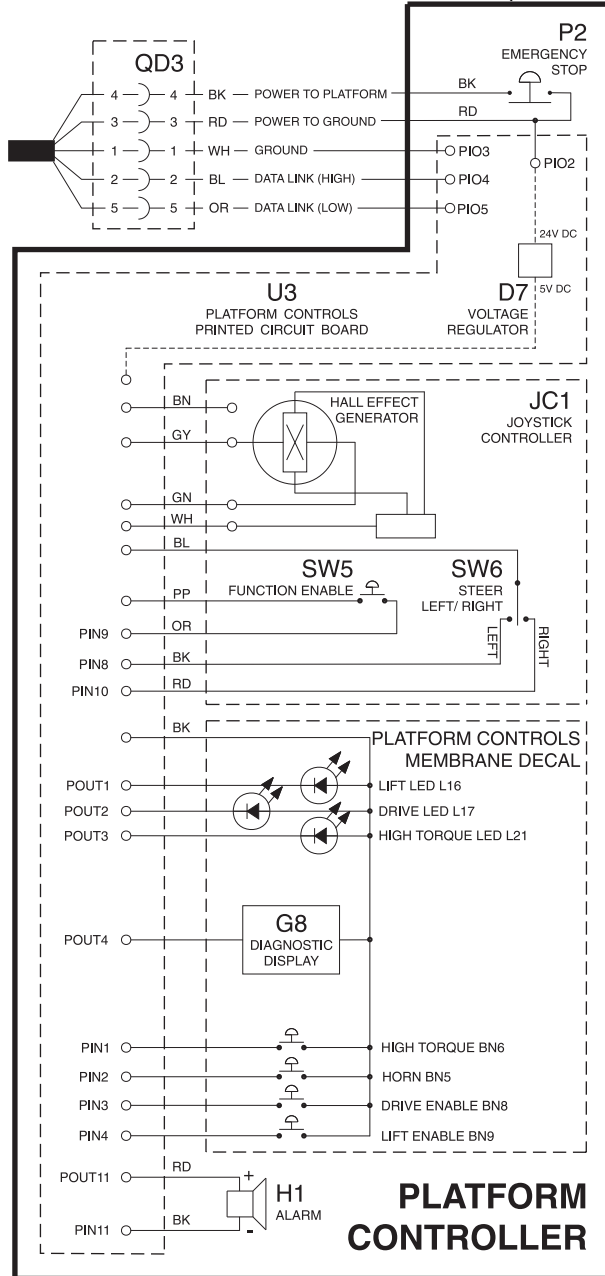 P2
EMERGENCY
STOP
QD3
4 4 BK POWER TO PLATFORM BK
3 3 RD POWER TO GROUND RD
1 1 WH GROUND PIO3 PIO2
2 2 BL DATA LINK (HIGH) PIO4
5 5 OR DATA LINK (LOW) PIO5
24V DC
5V DC
U3
PLATFORM CONTROLS
PRINTED CIRCUIT BOARD
D7
VOLTAGE
REGULATOR
BN
HALL EFFECT
GENERATOR
JC1
JOYSTICK
CONTROLLER
GY
GN
WH
BL
SW5
FUNCTION ENABLE
SW6
STEER
LEFT/ RIGHT
PP
PIN9 OR
LEFT
RIGHT
PIN8 BK
PIN10 RD
BK
PLATFORM CONTROLS
MEMBRANE DECAL
POUT1 LIFT LED L16
POUT2 DRIVE LED L17
POUT3 HIGH TORQUE LED L21
POUT4
G8
DIAGNOSTIC
DISPLAY
PIN1 HIGH TORQUE BN6
PIN2 HORN BN5
PIN3 DRIVE ENABLE BN8
PIN4 LIFT ENABLE BN9
POUT11 RD
+
H1
ALARM
-
PIN11 BK
PLATFORM
CONTROLLER